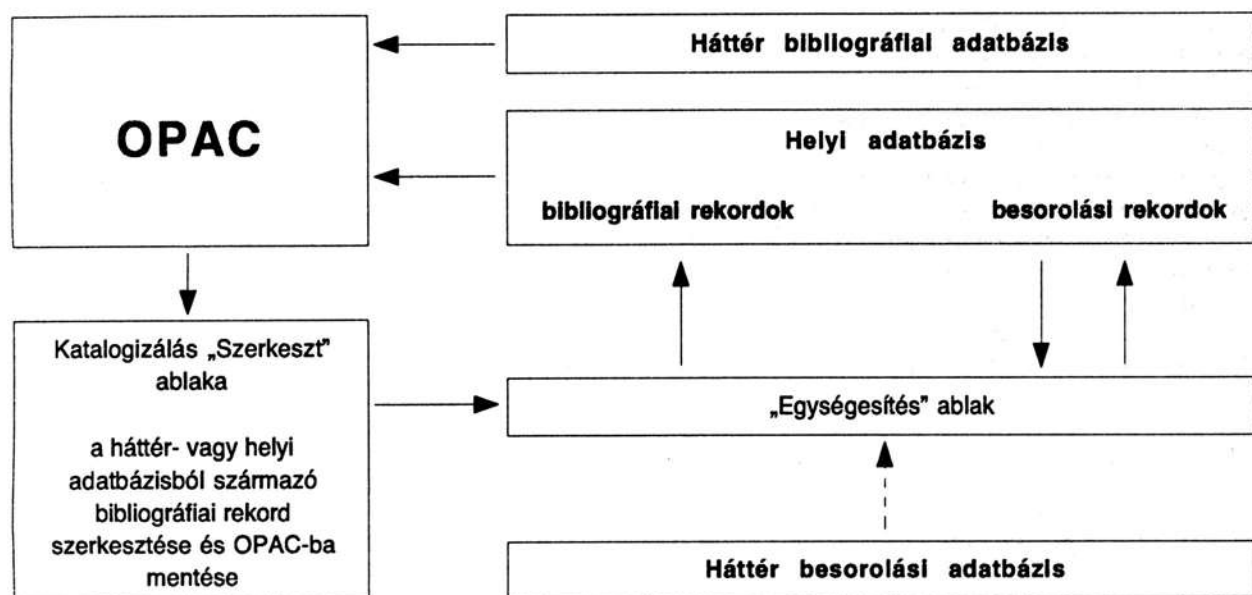 OPAC
Háttér bibliográfiai adatbázis
Helyi adatbázis
bibliográfiai rekordok
besorolási rekordok
Katalogizálás „Szerkeszt”
ablaka
a háttér- vagy helyi
adatbázisból származó
bibliográfiai rekord
szerkesztése és OPAC-ba
mentése
„Egységesítés” ablak
Háttér besorolási adatbázis